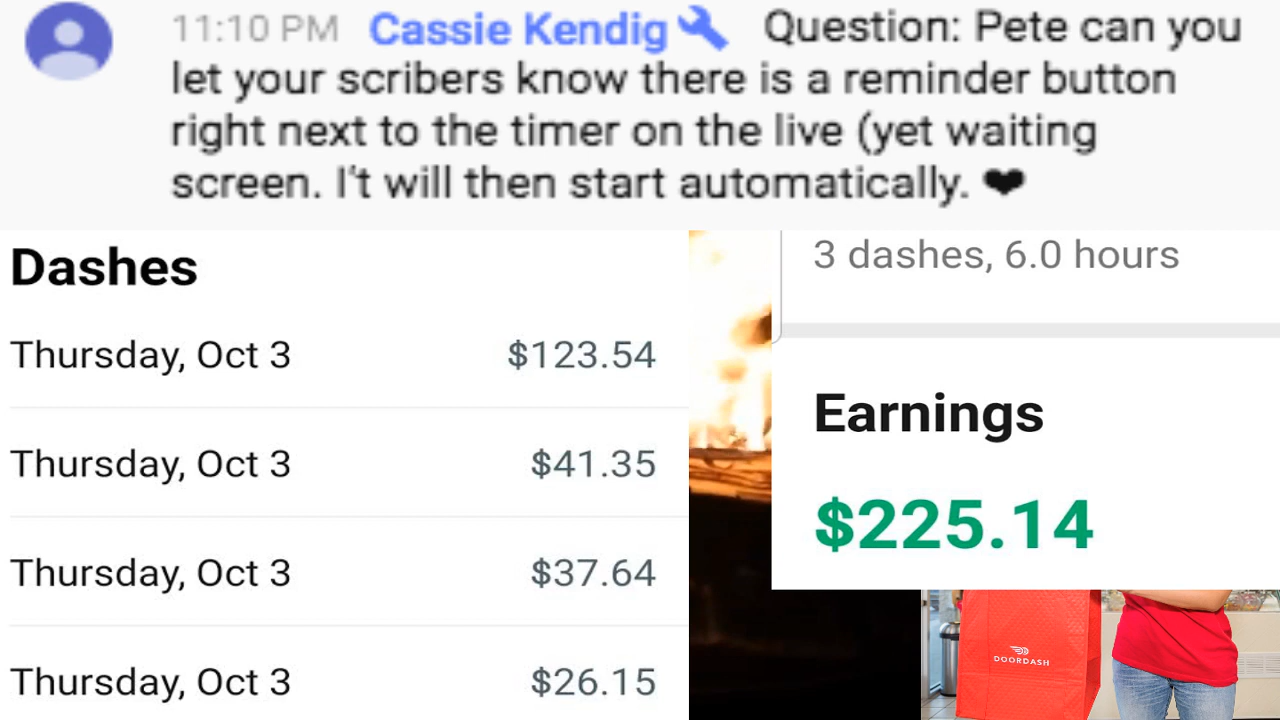 11:10 PM Cassie Kendig Question: Pete can you
let your scribers know there is a reminder button
right next to the timer on the live (yet waiting
screen. I't will then start automatically. ❤
Dashes
Thursday, Oct 3 $123.54
Thursday, Oct 3 $41.35
Thursday, Oct 3 $37.64
Thursday, Oct 3 $26.15
3 dashes, 6.0 hours
Earnings
$225.14
DOORDASH